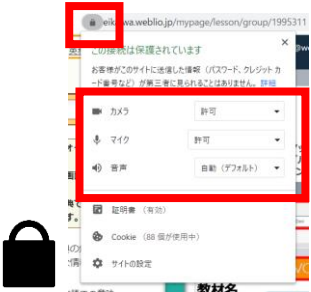 eikaiwa.weblio.jp/mypage/lesson/group/1995311
この接続は保護されています
お客様がこのサイトに送信した情報（パスワード、クレジットカ
ード番号など）が第三者に見られることはありません。 詳細
カメラ 許可
マイク 許可
音声 自動（デフォルト）
証明書 （有効）
Cookie （88 個が使用中）
サイトの設定
教材名